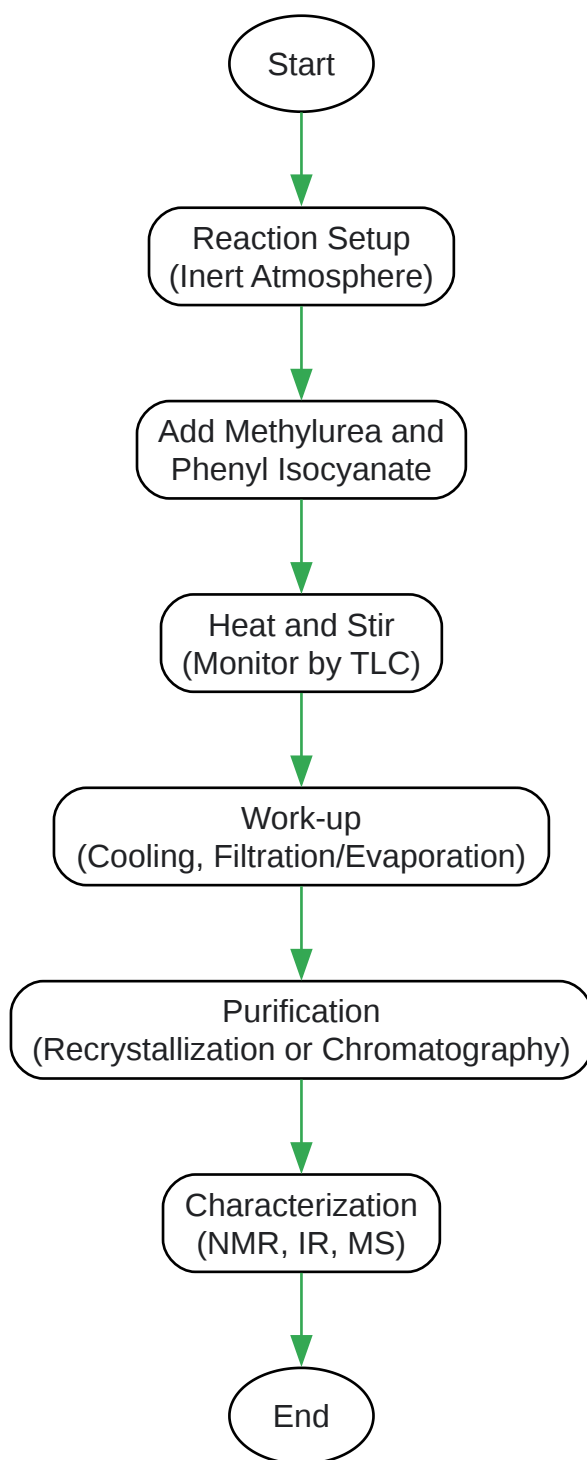 Start
Reaction Setup
(Inert Atmosphere)
Add Methylurea and
Phenyl Isocyanate
Heat and Stir
(Monitor by TLC)
Work-up
(Cooling, Filtration/Evaporation)
Purification
(Recrystallization or Chromatography)
Characterization
(NMR, IR, MS)
End